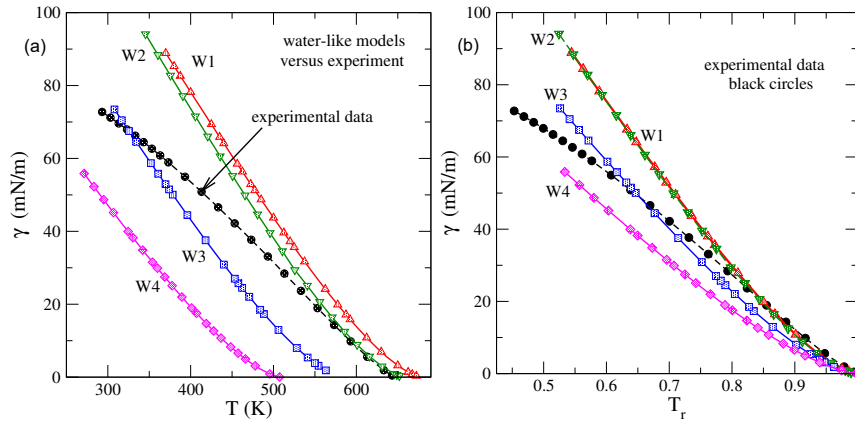 (a)
water-like models
versus experiment
W2
W1
experimental data
W3
W4
γ (mN/m)
100
80
60
40
20
0
300
400
500
600
T (K)
(b)
experimental data
black circles
W2
W3
W1
W4
γ (mN/m)
100
80
60
40
20
0
0.5
0.6
0.7
0.8
0.9
Tr